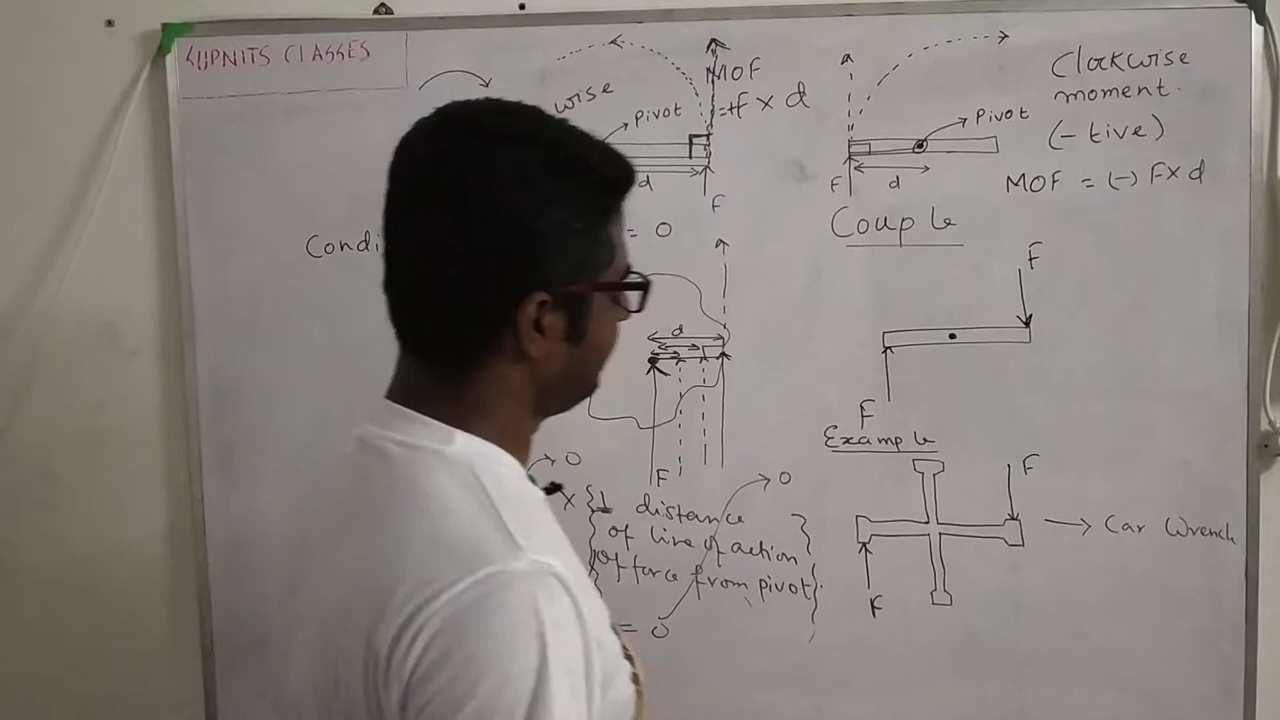 KUPNITS CLASSES
MOF
=+F x d
wise
Pivot
d
F
Clockwise
moment.
(- tive)
Pivot
F
d
MOF = (-) F x d
Condi
= 0
Couple
F
F
d
F
Example
0
x { ⊥ distance
of line of action
of force from pivot }
0
= 0
F
F
Car Wrench